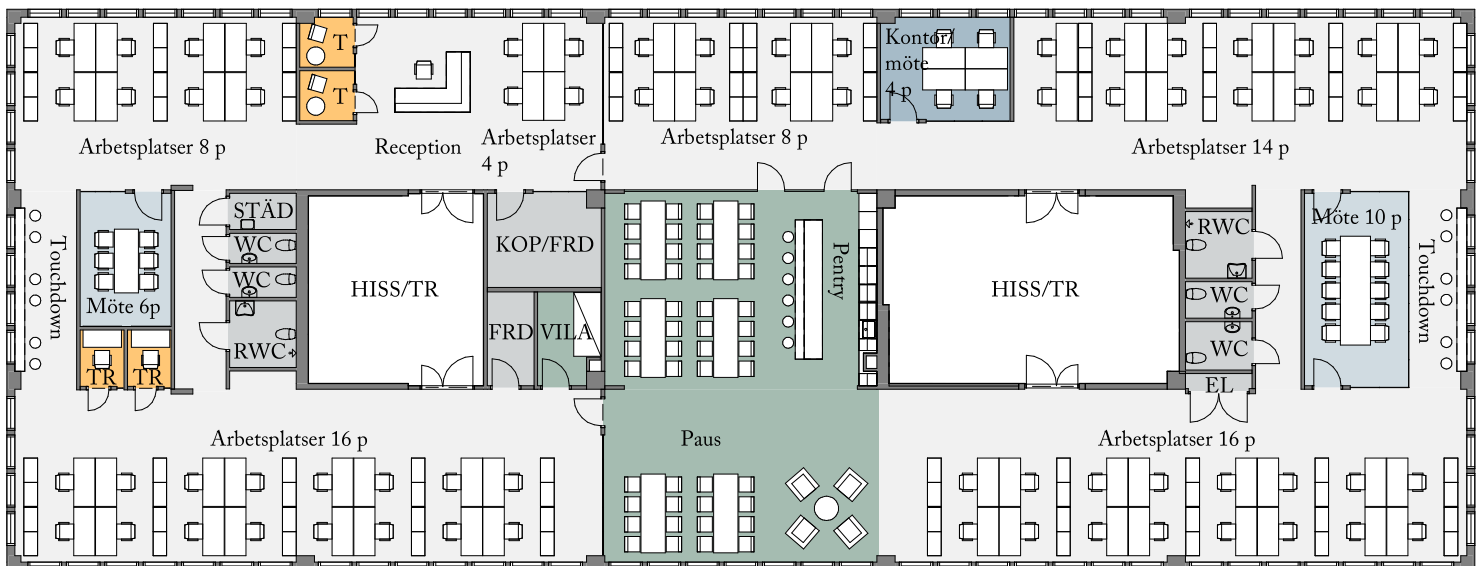 T
Kontor/
möte
4 p
T
Arbetsplatser 8 p
Reception
Arbetsplatser
4 p
Arbetsplatser 8 p
Arbetsplatser 14 p
STÄD
WC
WC
RWC
HISS/TR
KOP/FRD
FRD
VILA
Pentry
HISS/TR
RWC
WC
WC
EL
Möte 10 p
Touchdown
Touchdown
Möte 6p
TR
TR
Arbetsplatser 16 p
Paus
Arbetsplatser 16 p